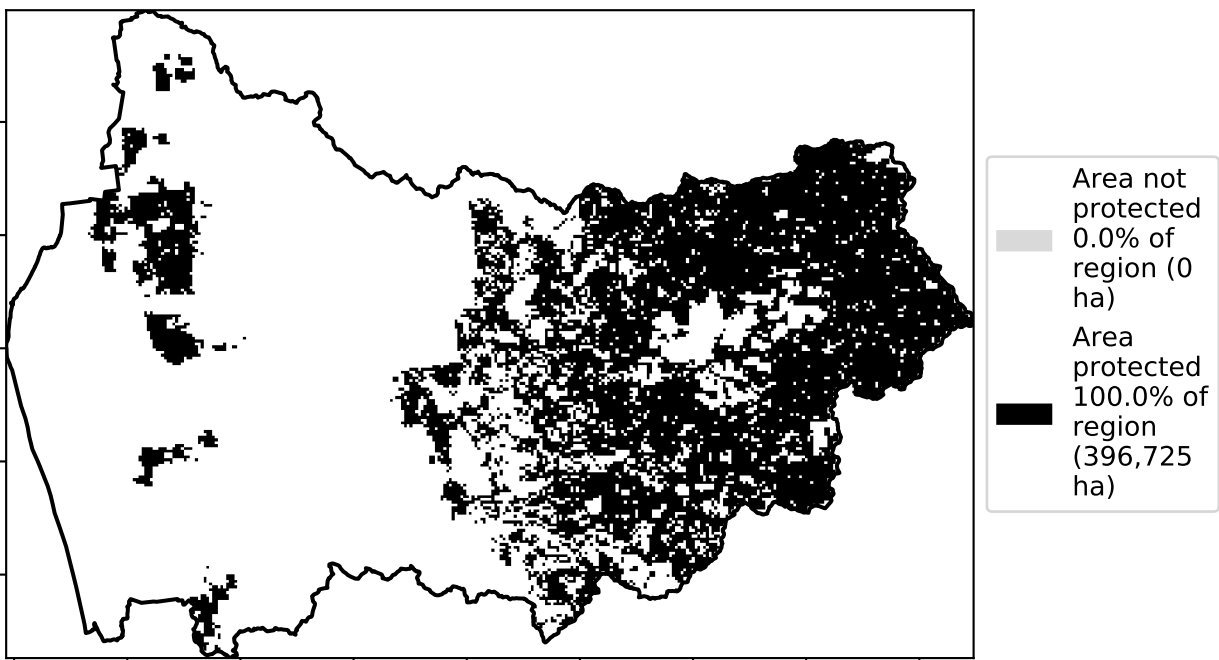 Area not
protected
0.0% of
region (0
ha)
Area
protected
100.0% of
region
(396,725
ha)